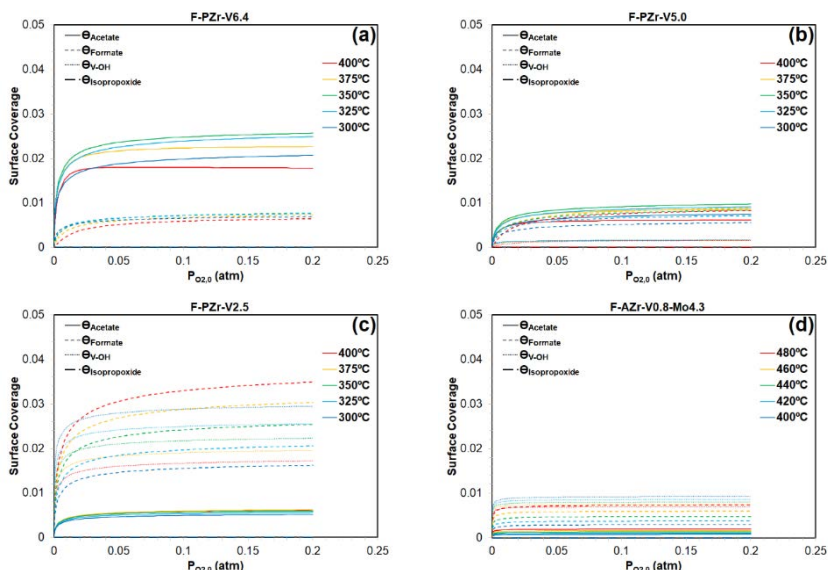 F-PZr-V6.4
(a)
ΘAcetate
ΘFormate
ΘV-OH
ΘIsopropoxide
400ºC
375ºC
350ºC
325ºC
300ºC
Surface Coverage
0.05
0.04
0.03
0.02
0.01
0
0
0.05
0.1
0.15
0.2
0.25
PO2,0 (atm)
F-PZr-V5.0
(b)
ΘAcetate
ΘFormate
ΘV-OH
ΘIsopropoxide
400ºC
375ºC
350ºC
325ºC
300ºC
Surface Coverage
0.05
0.04
0.03
0.02
0.01
0
0
0.05
0.1
0.15
0.2
0.25
PO2,0 (atm)
F-PZr-V2.5
(c)
ΘAcetate
ΘFormate
ΘV-OH
ΘIsopropoxide
400ºC
375ºC
350ºC
325ºC
300ºC
Surface Coverage
0.05
0.04
0.03
0.02
0.01
0
0
0.05
0.1
0.15
0.2
0.25
PO2,0 (atm)
F-AZr-V0.8-Mo4.3
(d)
ΘAcetate
ΘFormate
ΘV-OH
ΘIsopropoxide
480ºC
460ºC
440ºC
420ºC
400ºC
Surface Coverage
0.05
0.04
0.03
0.02
0.01
0
0
0.05
0.1
0.15
0.2
0.25
PO2,0 (atm)